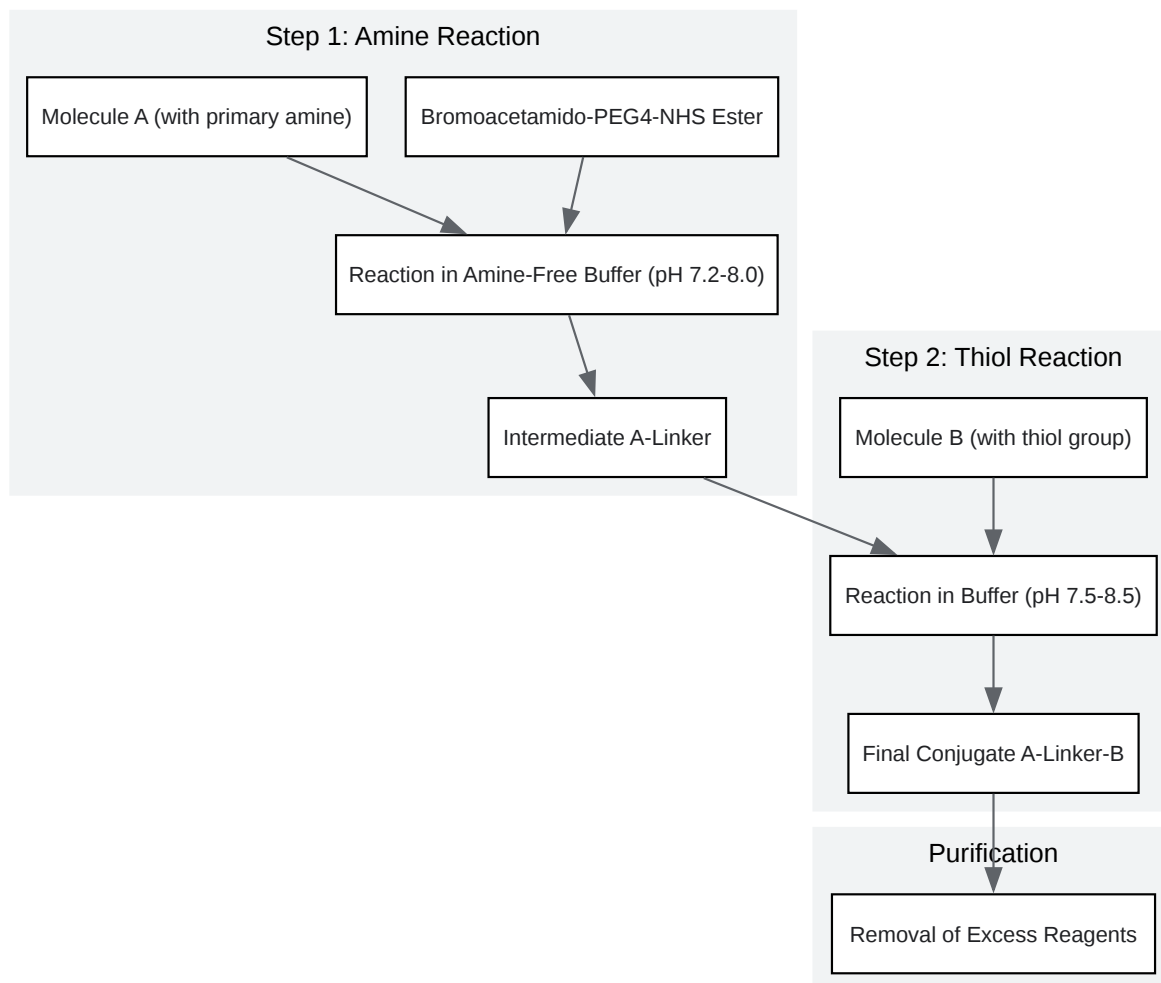 Step 1: Amine Reaction
Molecule A (with primary amine)
Bromoacetamido-PEG4-NHS Ester
Reaction in Amine-Free Buffer (pH 7.2-8.0)
Intermediate A-Linker
Step 2: Thiol Reaction
Molecule B (with thiol group)
Reaction in Buffer (pH 7.5-8.5)
Final Conjugate A-Linker-B
Purification
Removal of Excess Reagents